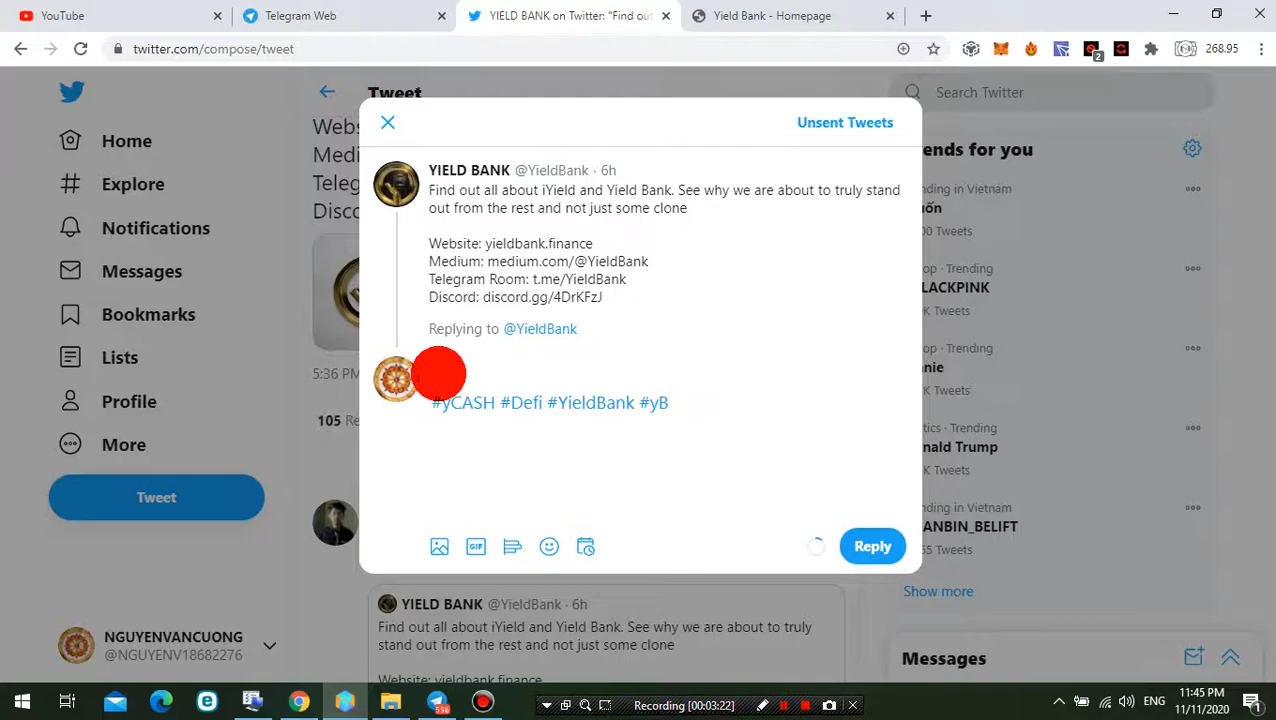 YouTube
Telegram Web
YIELD BANK on Twitter: "Find out
Yield Bank - Homepage
twitter.com/compose/tweet
2
268.95
Tweet
Search Twitter
Unsent Tweets
Home
Explore
Notifications
Messages
Bookmarks
Lists
Profile
More
Tweet
Webs
Medi
Teleg
Disco
5:36 PM
105 Re
YIELD BANK @YieldBank · 6h
Find out all about iYield and Yield Bank. See why we are about to truly stand
out from the rest and not just some clone
Website: yieldbank.finance
Medium: medium.com/@YieldBank
Telegram Room: t.me/YieldBank
Discord: discord.gg/4DrKFzJ
Replying to @YieldBank
#yCASH #Defi #YieldBank #yB
Reply
YIELD BANK @YieldBank · 6h
Find out all about iYield and Yield Bank. See why we are about to truly
stand out from the rest and not just some clone
Website: yieldbank.finance
ends for you
nding in Vietnam
uốn
00 Tweets
op · Trending
LACKPINK
K Tweets
op · Trending
nie
K Tweets
tics · Trending
nald Trump
K Tweets
nding in Vietnam
ANBIN_BELIFT
55 Tweets
Show more
Messages
NGUYENVANCUONG
@NGUYENV18682276
556
Recording [00:03:22]
ENG
11:45 PM
11/11/2020
1